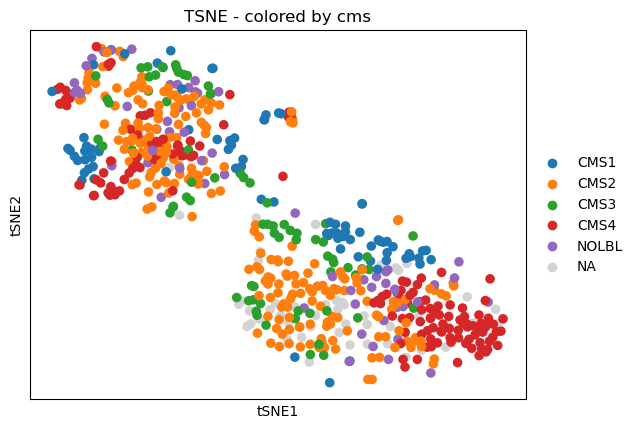 TSNE - colored by cms
tSNE2
CMS1
CMS2
CMS3
CMS4
NOLBL
NA
tSNE1